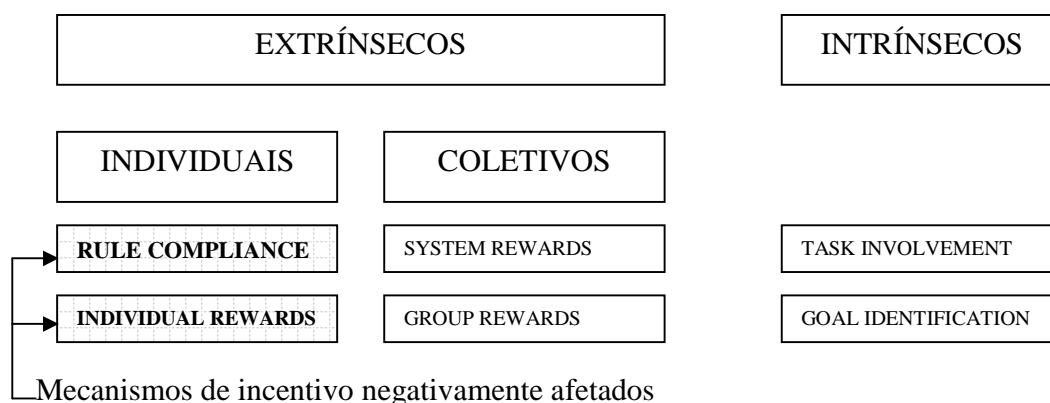 EXTRÍNSECOS INTRÍNSECOS
INDIVIDUAIS COLETIVOS
RULE COMPLIANCE SYSTEM REWARDS TASK INVOLVEMENT
INDIVIDUAL REWARDS GROUP REWARDS GOAL IDENTIFICATION
Mecanismos de incentivo negativamente afetados